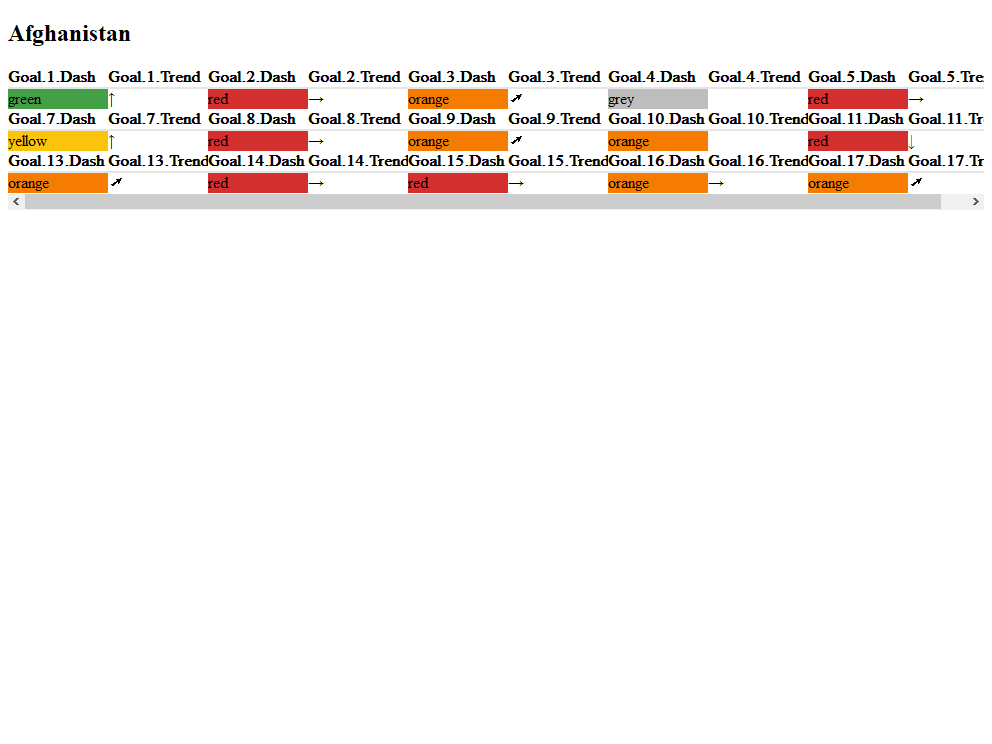 Afghanistan
Goal.1.Dash Goal.1.Trend Goal.2.Dash Goal.2.Trend Goal.3.Dash Goal.3.Trend Goal.4.Dash Goal.4.Trend Goal.5.Dash Goal.5.Tre
green ↑ red → orange ➚ grey red →
Goal.7.Dash Goal.7.Trend Goal.8.Dash Goal.8.Trend Goal.9.Dash Goal.9.Trend Goal.10.Dash Goal.10.Trend Goal.11.Dash Goal.11.Tr
yellow ↑ red → orange ➚ orange red ↓
Goal.13.Dash Goal.13.Trend Goal.14.Dash Goal.14.Trend Goal.15.Dash Goal.15.Trend Goal.16.Dash Goal.16.Trend Goal.17.Dash Goal.17.T
orange ➚ red → red → orange → orange ➚